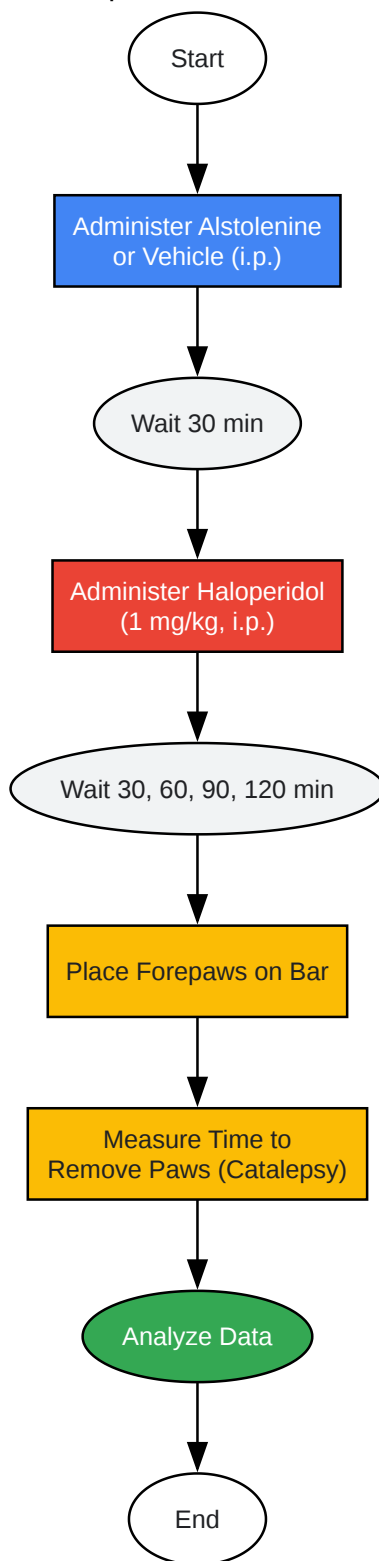 Start
Administer Alstolenine
or Vehicle (i.p.)
Wait 30 min
Administer Haloperidol
(1 mg/kg, i.p.)
Wait 30, 60, 90, 120 min
Place Forepaws on Bar
Measure Time to
Remove Paws (Catalepsy)
Analyze Data
End